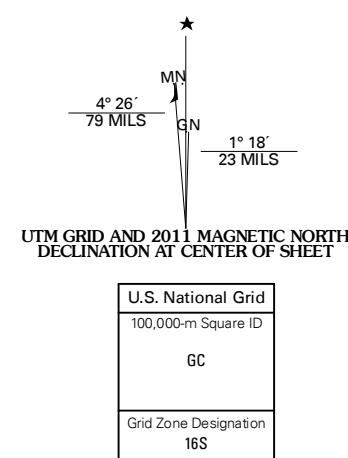 ★
MN
4° 26´
79 MILS
GN
1° 18´
23 MILS
UTM GRID AND 2011 MAGNETIC NORTH
DECLINATION AT CENTER OF SHEET
U.S. National Grid
100,000-m Square ID
GC
Grid Zone Designation
16S